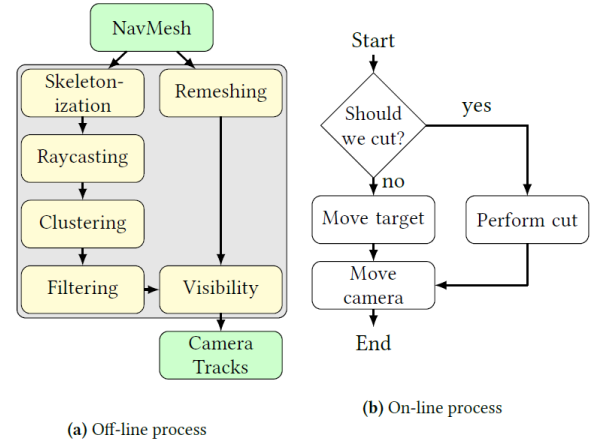 NavMesh
Skeleton-
ization
Remeshing
Raycasting
Clustering
Filtering
Visibility
Camera
Tracks
(a) Off-line process
Start
Should
we cut?
yes
no
Move target
Perform cut
Move
camera
End
(b) On-line process